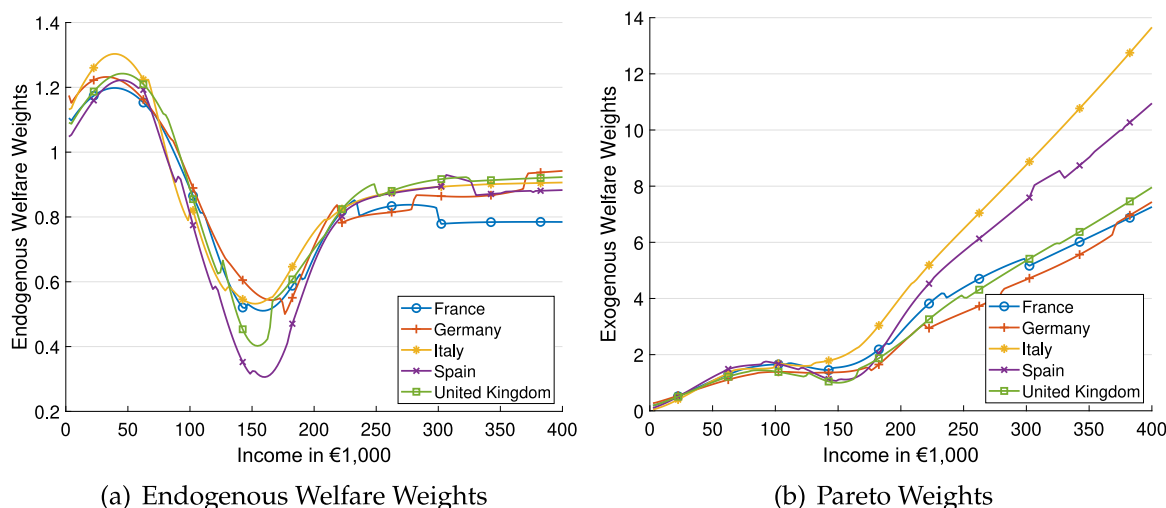 Endogenous Welfare Weights
1.4
1.2
1
0.8
0.6
0.4
0.2
0
50
100
150
200
250
300
350
400
Income in €1,000
France
Germany
Italy
Spain
United Kingdom
(a) Endogenous Welfare Weights
Exogenous Welfare Weights
14
12
10
8
6
4
2
0
0
50
100
150
200
250
300
350
400
Income in €1,000
France
Germany
Italy
Spain
United Kingdom
(b) Pareto Weights